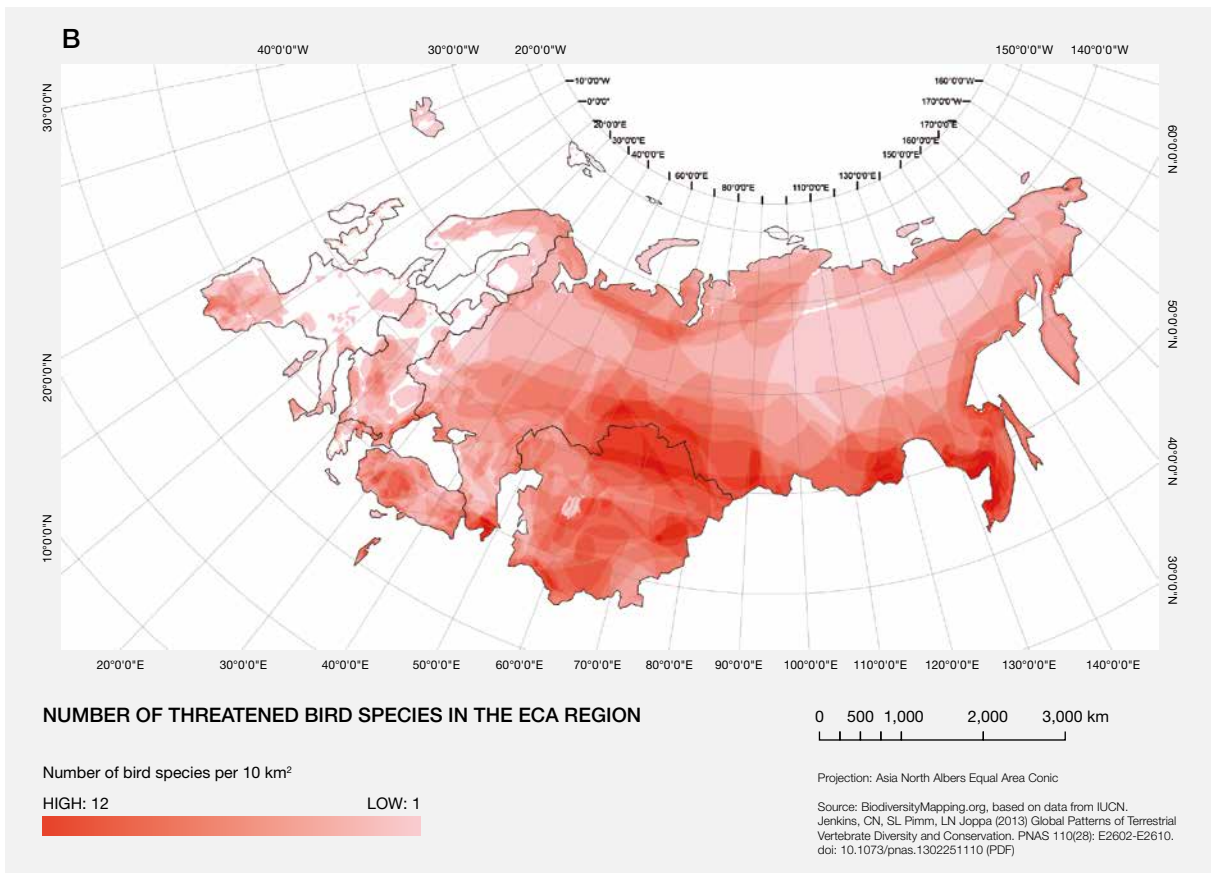 B
40°0'0"W 30°0'0"W 20°0'0"W 150°0'0"W 140°0'0"W
10°0'0"W
0°0'0"
20°0'0"E
30°0'0"E
40°0'0"E
60°0'0"E
80°0'0"E
110°0'0"E
130°0'0"E
150°0'0"E
160°0'0"E
170°0'0"E
170°0'0"W
160°0'0"W
30°0'0"N
20°0'0"N
10°0'0"N
60°0'0"N
50°0'0"N
40°0'0"N
30°0'0"N
20°0'0"E 30°0'0"E 40°0'0"E 50°0'0"E 60°0'0"E 70°0'0"E 80°0'0"E 90°0'0"E 100°0'0"E 110°0'0"E 120°0'0"E 130°0'0"E 140°0'0"E
NUMBER OF THREATENED BIRD SPECIES IN THE ECA REGION
Number of bird species per 10 km²
HIGH: 12 LOW: 1
0 500 1,000 2,000 3,000 km
Projection: Asia North Albers Equal Area Conic
Source: BiodiversityMapping.org, based on data from IUCN.
Jenkins, CN, SL Pimm, LN Joppa (2013) Global Patterns of Terrestrial
Vertebrate Diversity and Conservation. PNAS 110(28): E2602-E2610.
doi: 10.1073/pnas.1302251110 (PDF)